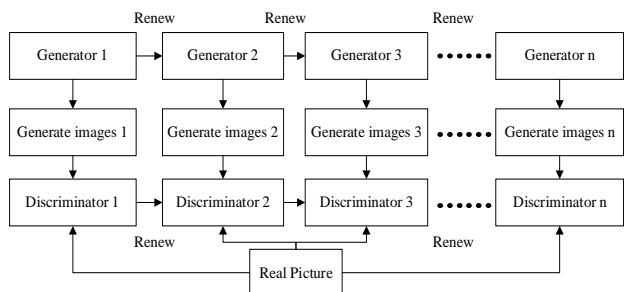 Renew Renew Renew
Generator 1 Generator 2 Generator 3 Generator n
Generate images 1 Generate images 2 Generate images 3 Generate images n
Discriminator 1 Discriminator 2 Discriminator 3 Discriminator n
Renew Renew
Real Picture